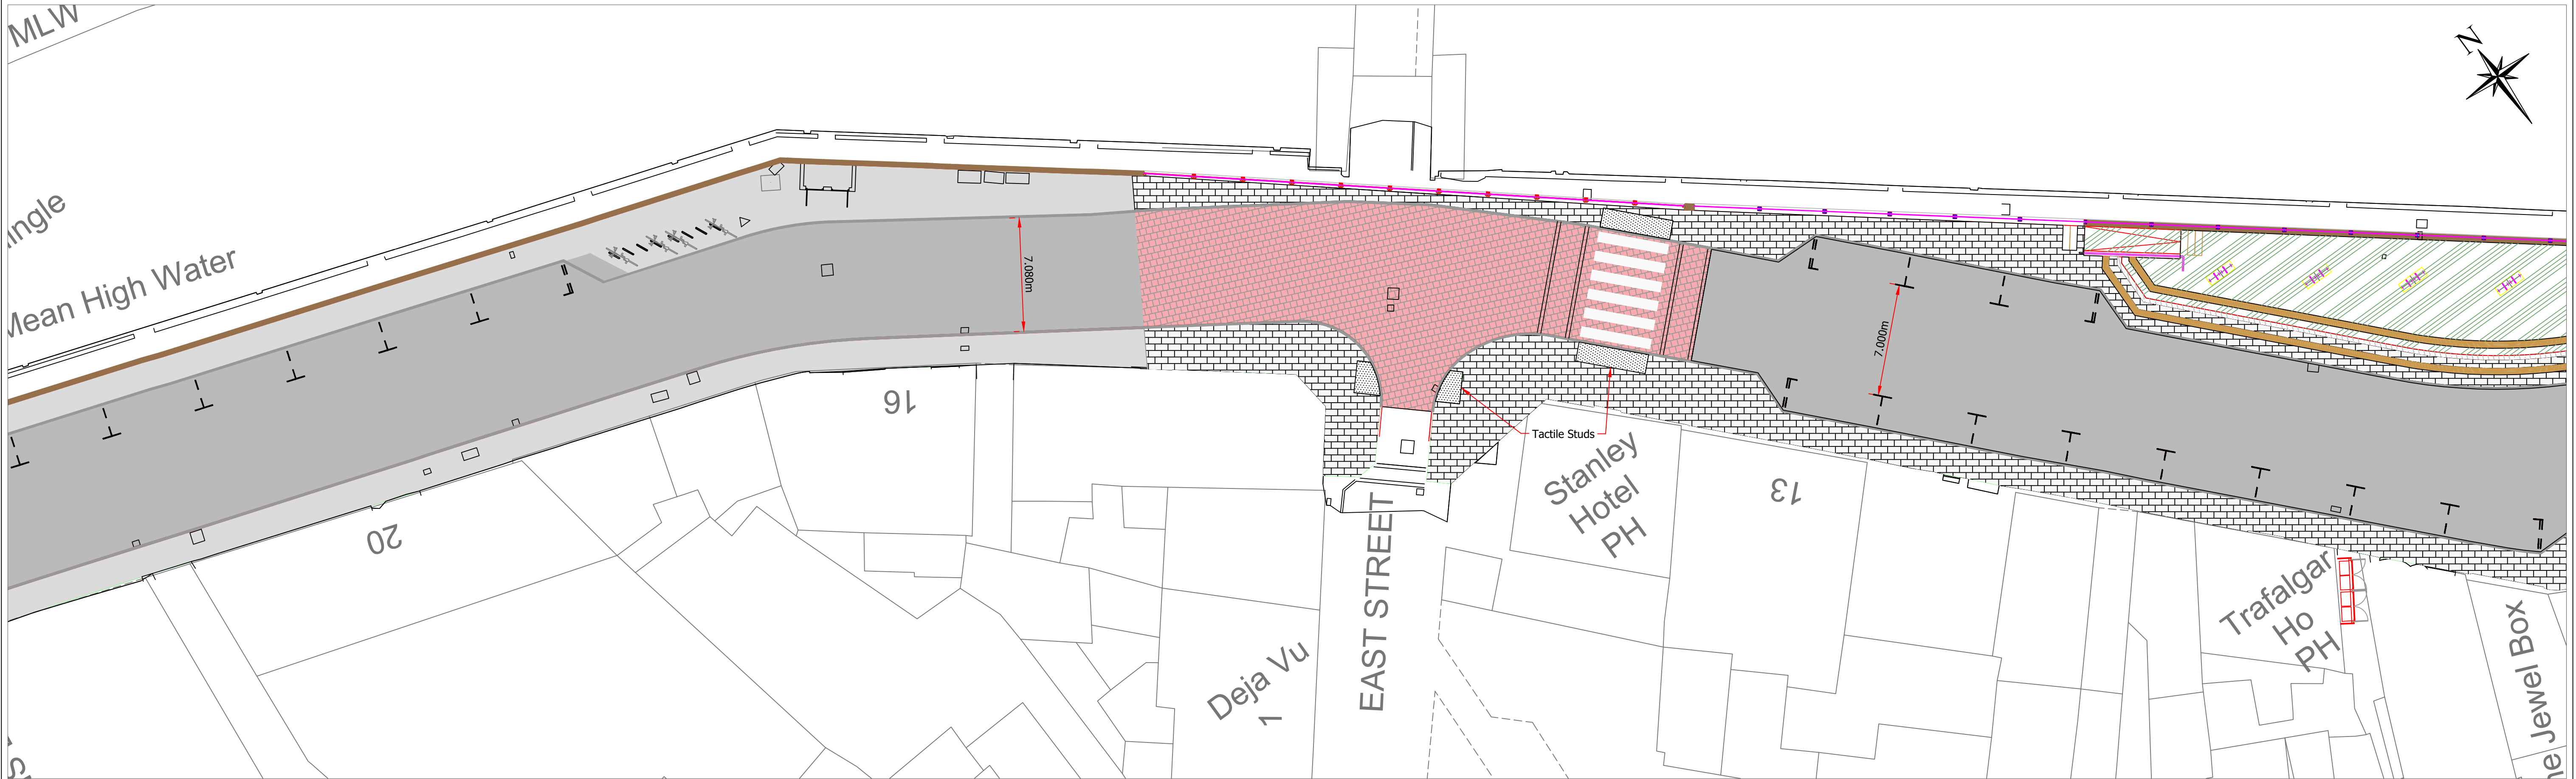 MLW
N
ingle
Mean High Water
7.080m
7.000m
16
Tactile Studs
Stanley
Hotel
PH
13
20
EAST STREET
Deja Vu
1
Trafalgar
Ho
PH
e Jewel Box